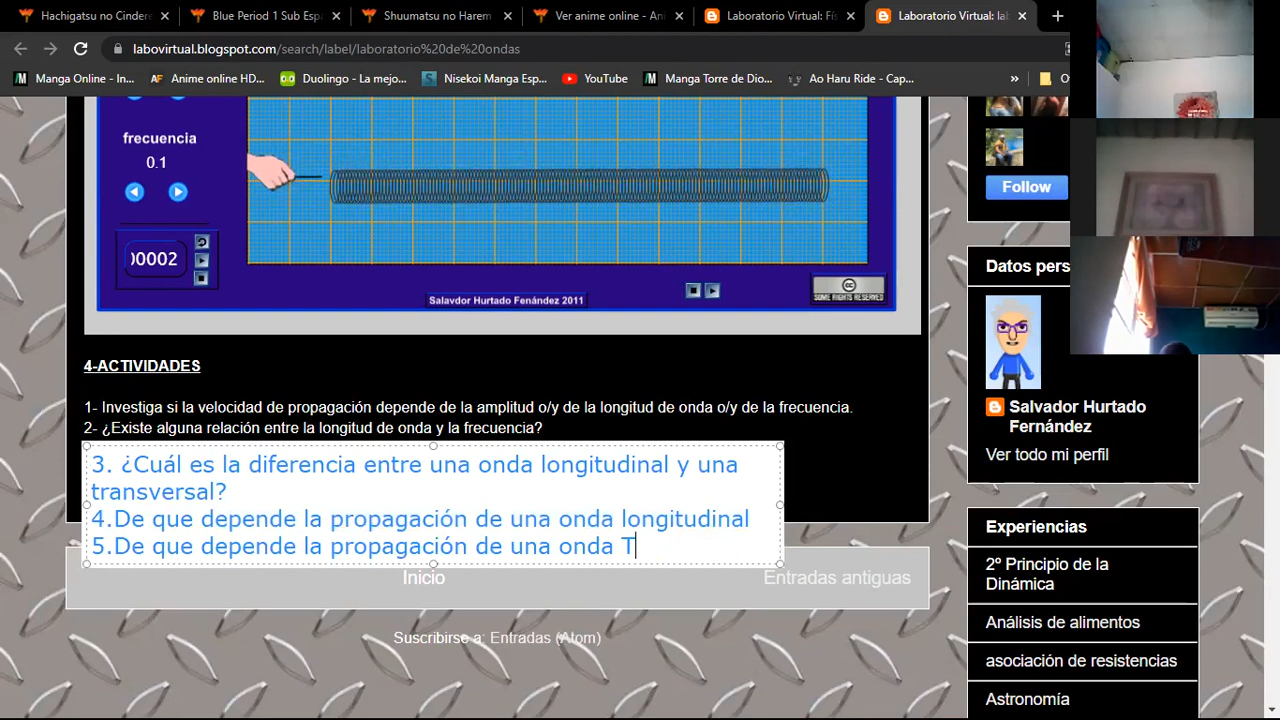 Hachigatsu no Cindere
Blue Period 1 Sub Espa
Shuumatsu no Harem
Ver anime online - Ani
Laboratorio Virtual: Fís
Laboratorio Virtual: lab
labovirtual.blogspot.com/search/label/laboratorio%20de%20ondas
Manga Online - In...
Anime online HD...
Duolingo - La mejo...
Nisekoi Manga Esp...
YouTube
Manga Torre de Dio...
Ao Haru Ride - Cap...
»
frecuencia
0.1
00002
Salavdor Hurtado Fenández 2011
SOME RIGHTS RESERVED
4-ACTIVIDADES
1- Investiga si la velocidad de propagación depende de la amplitud o/y de la longitud de onda o/y de la frecuencia.
2- ¿Existe alguna relación entre la longitud de onda y la frecuencia?
3. ¿Cuál es la diferencia entre una onda longitudinal y una
transversal?
4.De que depende la propagación de una onda longitudinal
5.De que depende la propagación de una onda T
Inicio
Entradas antiguas
Suscribirse a: Entradas (Atom)
Follow
Datos pers
Salvador Hurtado
Fernández
Ver todo mi perfil
Experiencias
2º Principio de la
Dinámica
Análisis de alimentos
asociación de resistencias
Astronomía